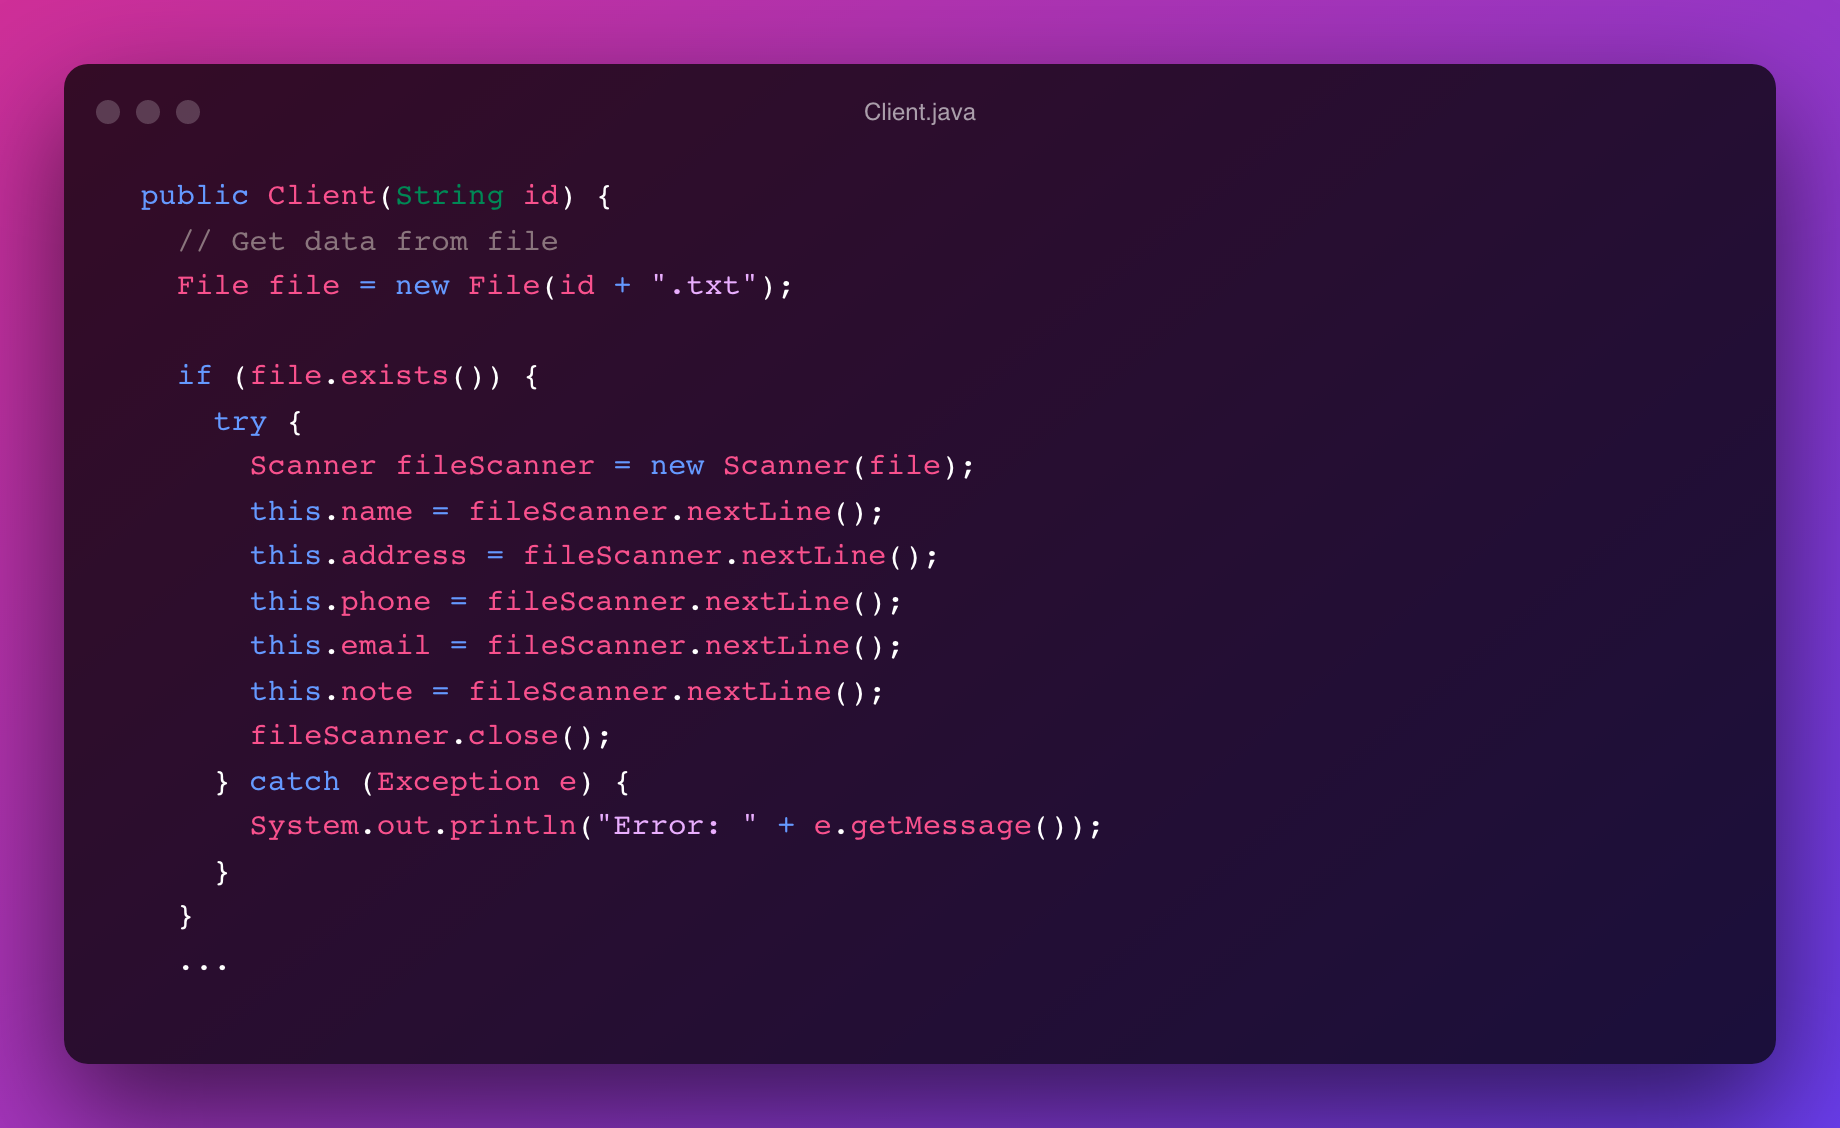 Client.java
public Client(String id) {
  // Get data from file
  File file = new File(id + ".txt");

  if (file.exists()) {
    try {
      Scanner fileScanner = new Scanner(file);
      this.name = fileScanner.nextLine();
      this.address = fileScanner.nextLine();
      this.phone = fileScanner.nextLine();
      this.email = fileScanner.nextLine();
      this.note = fileScanner.nextLine();
      fileScanner.close();
    } catch (Exception e) {
      System.out.println("Error: " + e.getMessage());
    }
  }
  ...